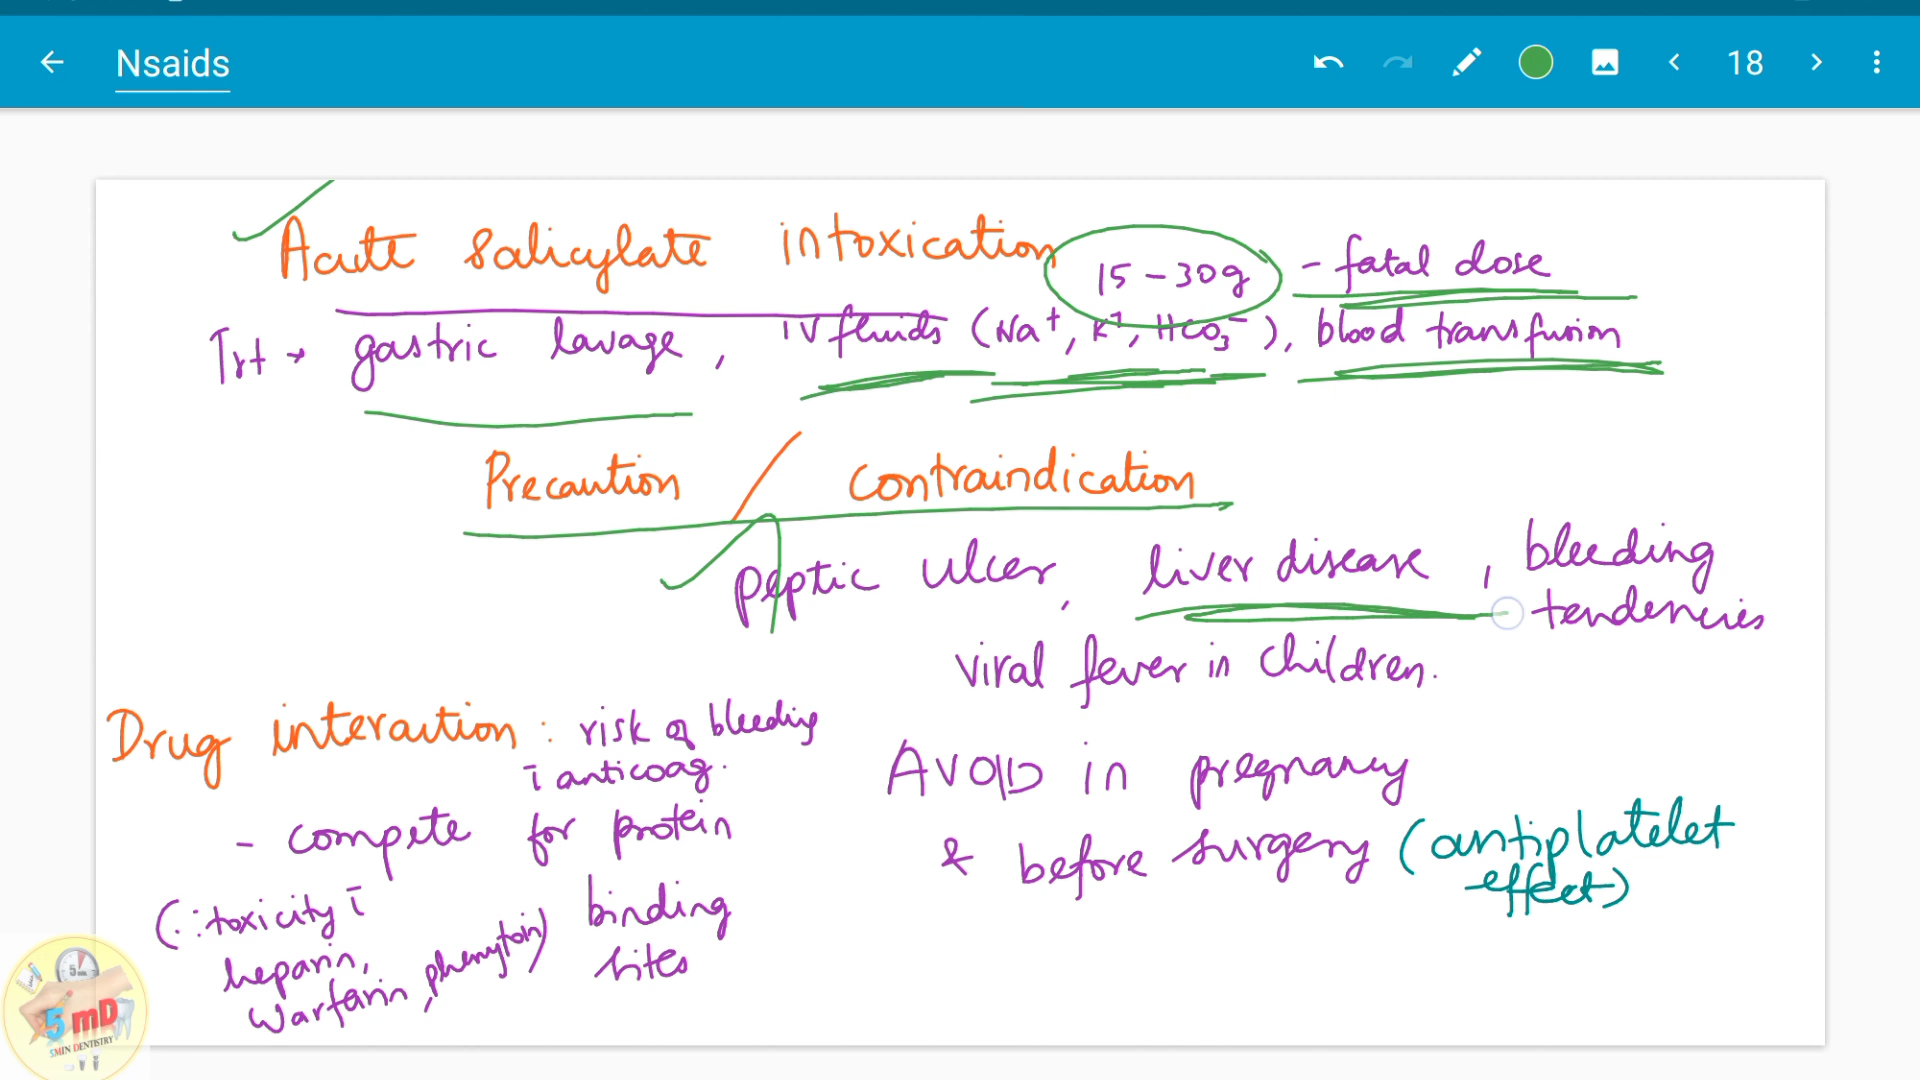 Nsaids
18
Acute Salicylate intoxication 15-30g - fatal dose
Trt → gastric lavage, IV fluids (Na⁺, K⁺, HCO₃⁻), blood transfusion
Precaution / Contraindication
peptic ulcer, liver disease, bleeding tendencies
viral fever in children.
Drug interaction : risk of bleeding
c̄ anticoag.
- compete for protein
binding
sites
(∴ toxicity c̄
heparin,
warfarin, phenytoin)
AVOID in pregnancy
& before surgery (antiplatelet
effect)
5
5 mD
5MIN DENTISTRY